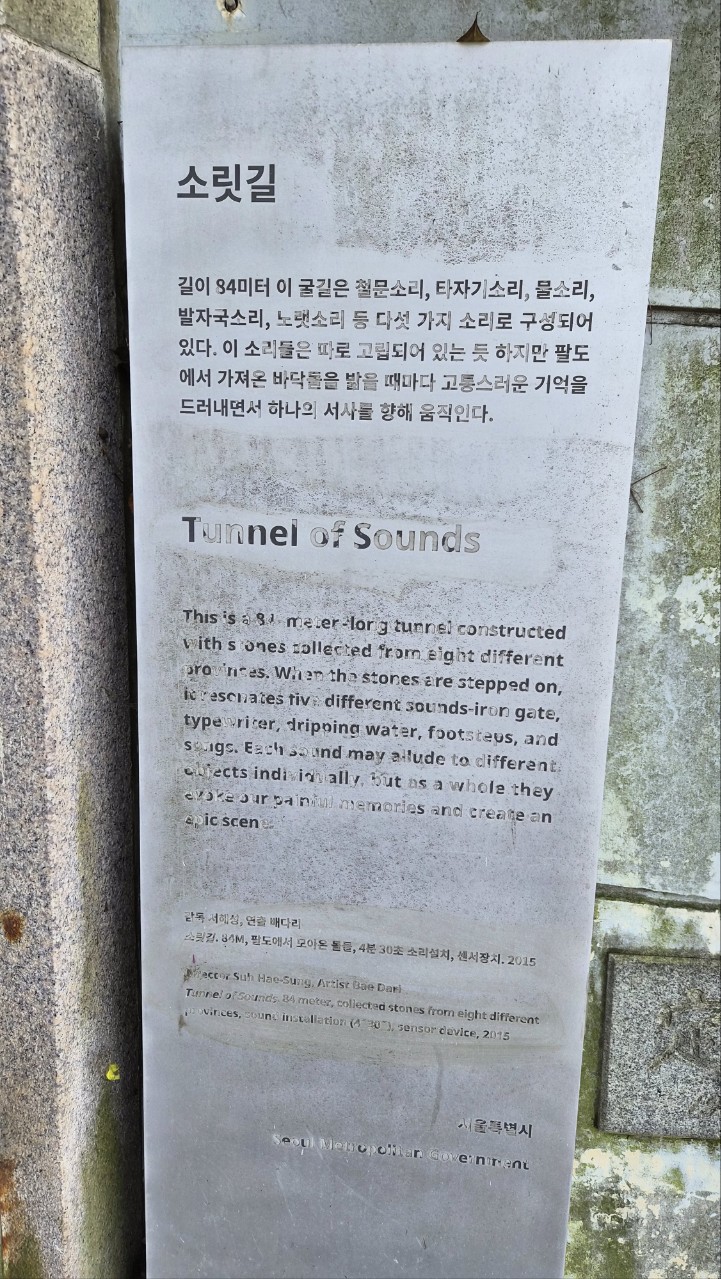 소릿길
길이 84미터 이 굴길은 철문소리, 타자기소리, 물소리,
발자국소리, 노랫소리 등 다섯 가지 소리로 구성되어
있다. 이 소리들은 따로 고립되어 있는 듯 하지만 팔도
에서 가져온 바닥돌을 밟을 때마다 고통스러운 기억을
드러내면서 하나의 서사를 향해 움직인다.
Tunnel of Sounds
This is a 84 meter-long tunnel constructed
with stones collected from eight different
provinces. When the stones are stepped on,
it resonates five different sounds-iron gate,
typewriter, dripping water, footsteps, and
songs. Each sound may allude to different
objects individually, but as a whole they
evoke our painful memories and create an
epic scene.
감독 서해성, 연출 배다리
소릿길. 84M, 팔도에서 모아온 돌들, 4분 30초 소리설치, 센서장치. 2015
Director Suh Hae-Sung, Artist Bae Dari
Tunnel of Sounds. 84 meter, collected stones from eight different
provinces, sound installation (4"30"), sensor device, 2015
서울특별시
Seoul Metropolitan Government